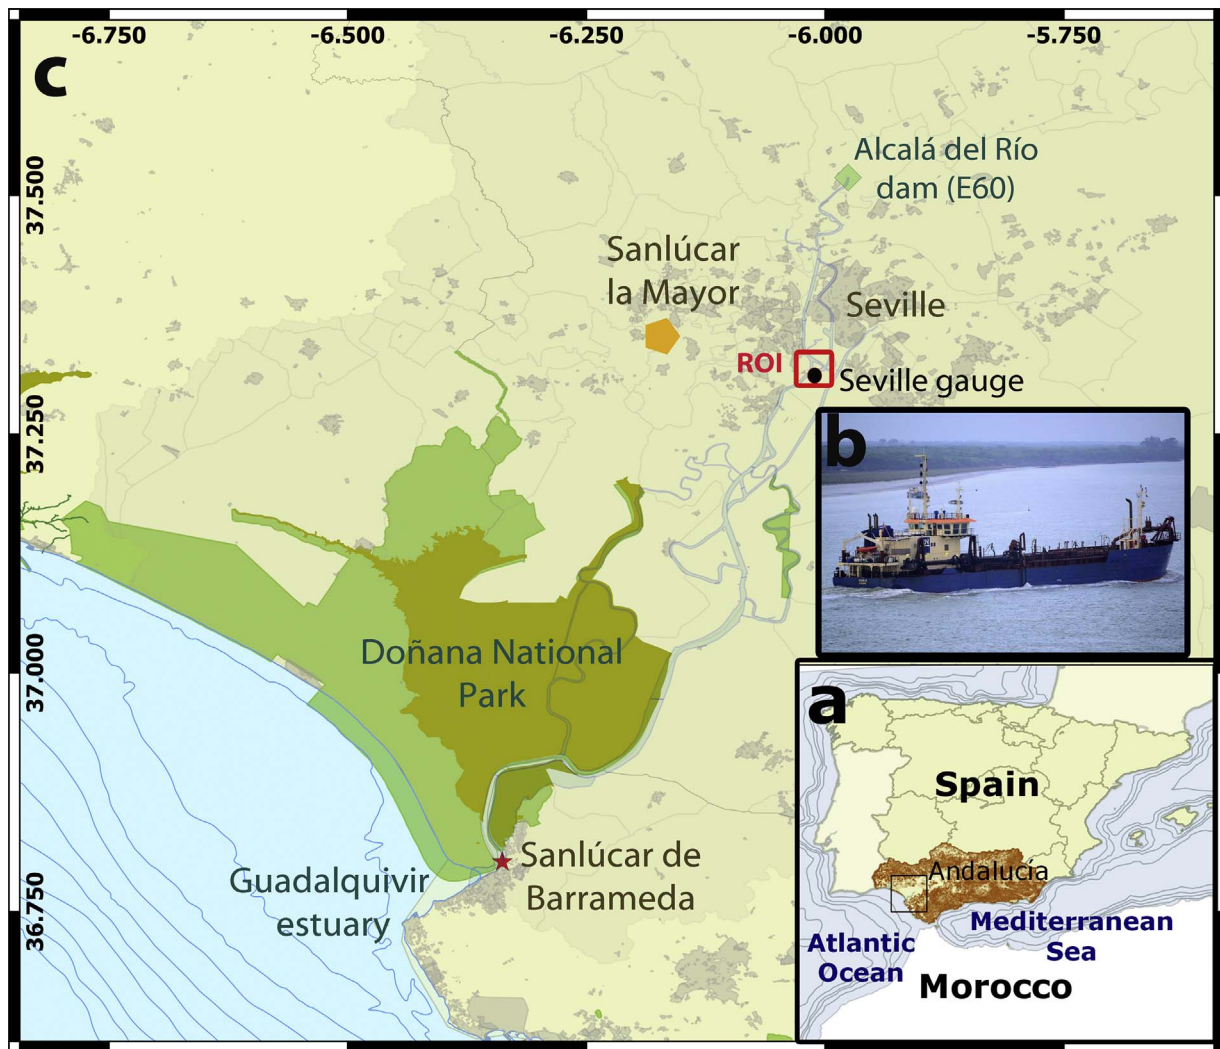 -6.750 -6.500 -6.250 -6.000 -5.750
c
37.500
37.250
37.000
36.750
Alcalá del Río
dam (E60)
Sanlúcar
la Mayor
Seville
ROI
Seville gauge
b
Doñana National
Park
a
Spain
Andalucía
Mediterranean
Sea
Atlantic
Ocean
Morocco
Sanlúcar de
Barrameda
Guadalquivir
estuary